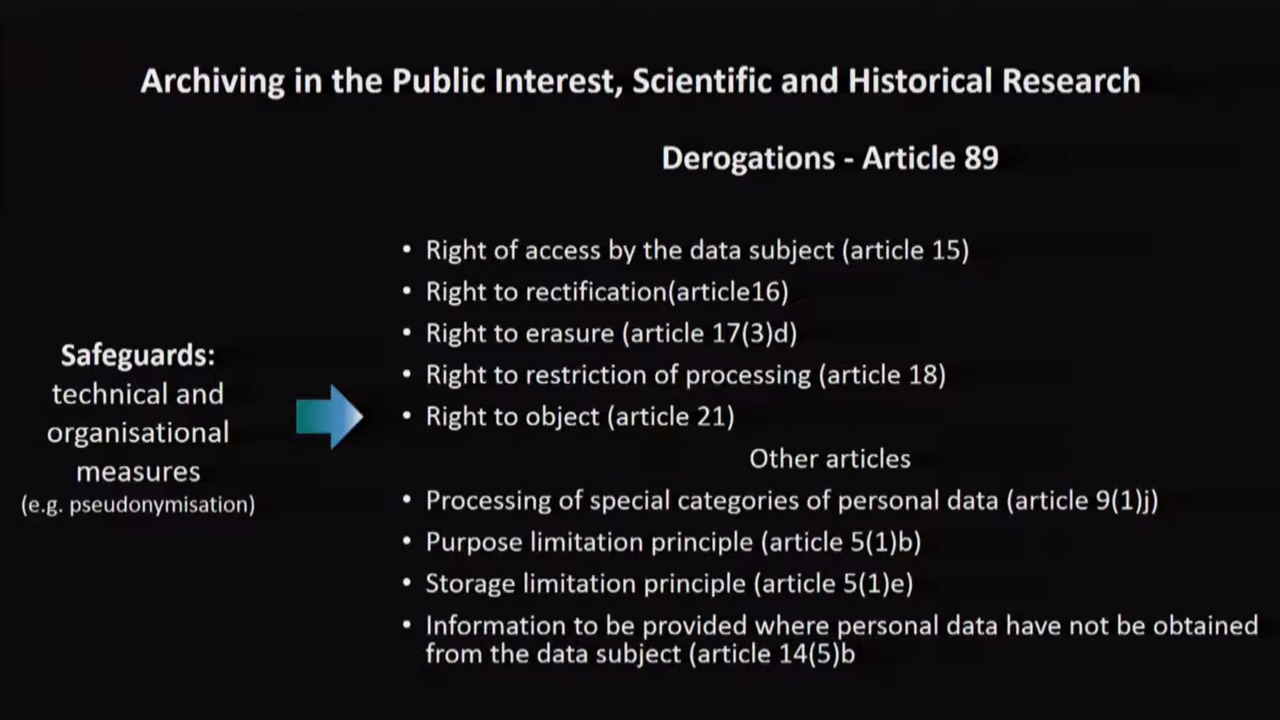 Archiving in the Public Interest, Scientific and Historical Research
Derogations - Article 89
Safeguards:
technical and
organisational
measures
(e.g. pseudonymisation)
• Right of access by the data subject (article 15)
• Right to rectification(article16)
• Right to erasure (article 17(3)d)
• Right to restriction of processing (article 18)
• Right to object (article 21)
Other articles
• Processing of special categories of personal data (article 9(1)j)
• Purpose limitation principle (article 5(1)b)
• Storage limitation principle (article 5(1)e)
• Information to be provided where personal data have not be obtained
from the data subject (article 14(5)b